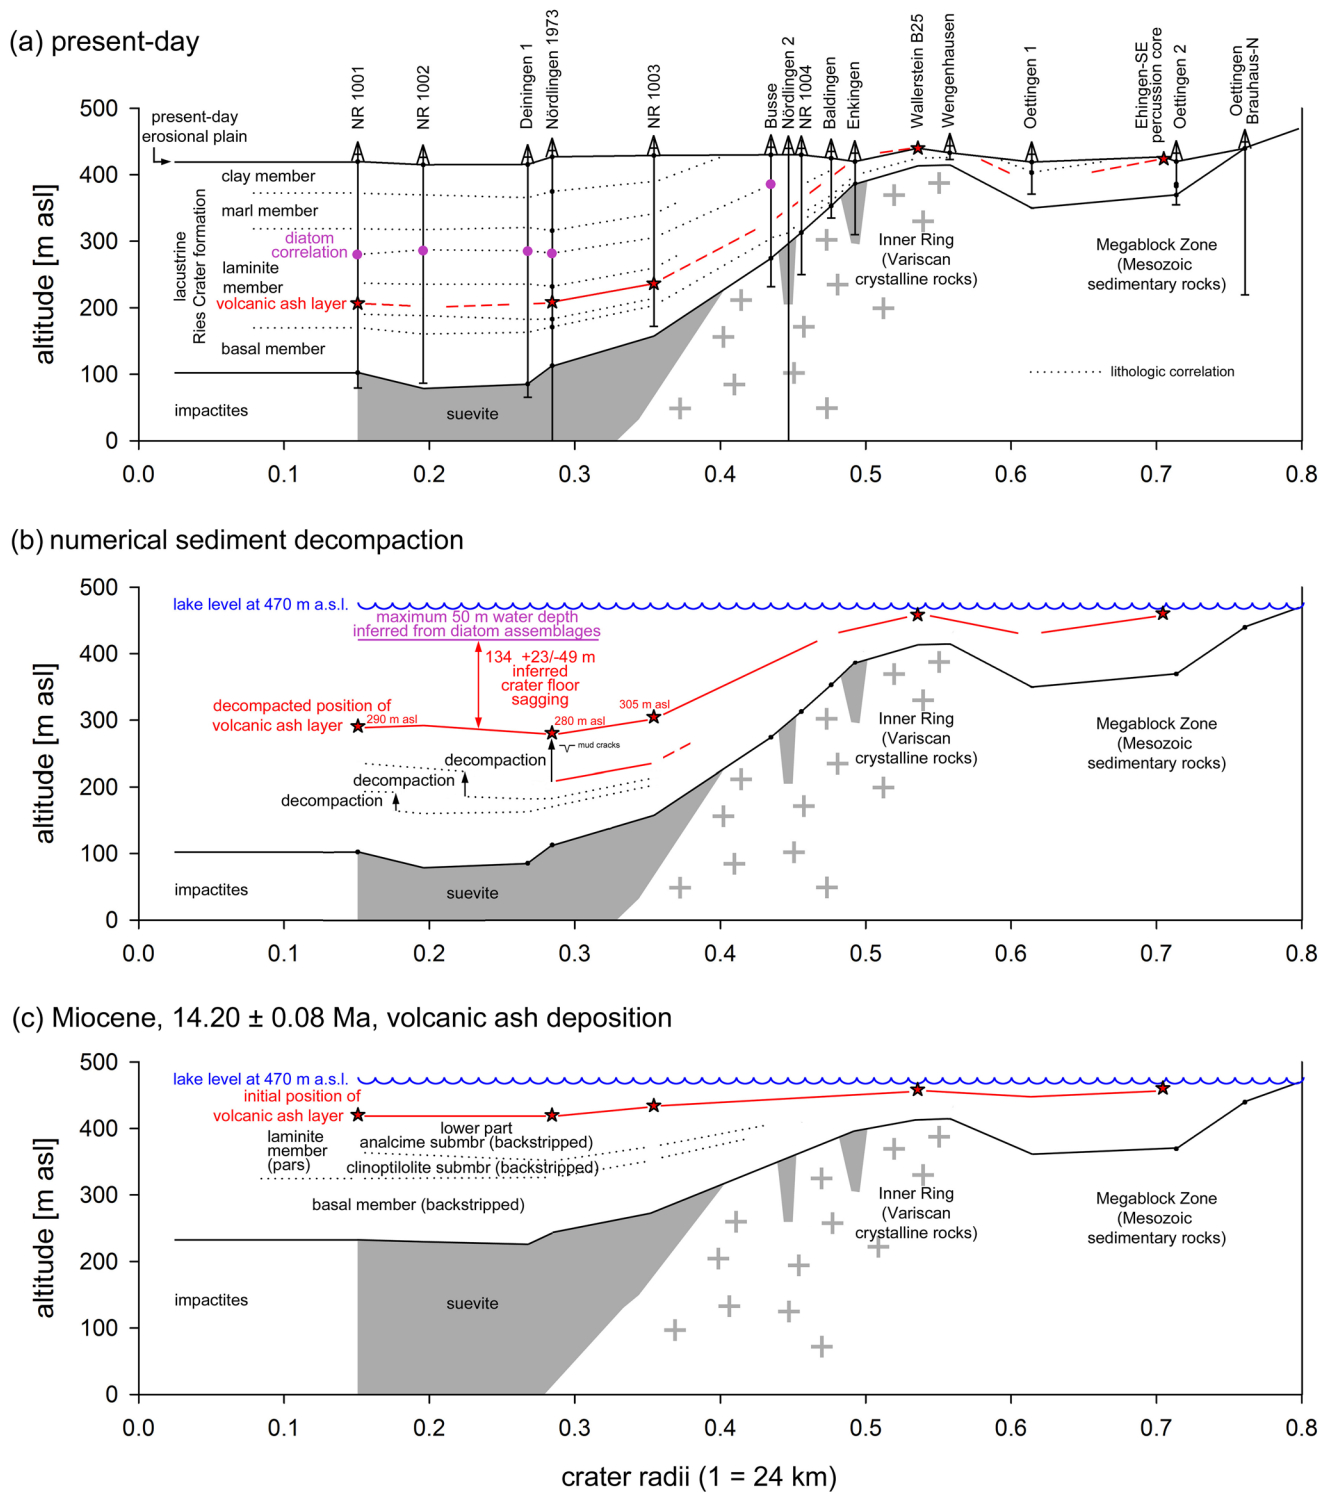 (a) present-day
NR 1001
NR 1002
Deiningen 1
Nördlingen 1973
NR 1003
Busse
Nördlingen 2
NR 1004
Baldingen
Enkingen
Wallerstein B25
Wengenhausen
Oettingen 1
Ehingen-SE
percussion core
Oettingen 2
Oettingen
Brauhaus-N
altitude [m asl]
500
400
300
200
100
0
present-day
erosional plain
lacustrine
Ries Crater formation
clay member
marl member
diatom
correlation
laminite
member
volcanic ash layer
basal member
impactites
suevite
Inner Ring
(Variscan
crystalline rocks)
Megablock Zone
(Mesozoic
sedimentary rocks)
lithologic correlation
0.0 0.1 0.2 0.3 0.4 0.5 0.6 0.7 0.8
(b) numerical sediment decompaction
altitude [m asl]
500
400
300
200
100
0
lake level at 470 m a.s.l.
maximum 50 m water depth
inferred from diatom assemblages
134 +23/-49 m
inferred
crater floor
sagging
decompacted position of
volcanic ash layer
290 m asl
280 m asl
305 m asl
mud cracks
decompaction
decompaction
decompaction
impactites
suevite
Inner Ring
(Variscan
crystalline rocks)
Megablock Zone
(Mesozoic
sedimentary rocks)
0.0 0.1 0.2 0.3 0.4 0.5 0.6 0.7 0.8
(c) Miocene, 14.20 ± 0.08 Ma, volcanic ash deposition
altitude [m asl]
500
400
300
200
100
0
lake level at 470 m a.s.l.
initial position of
volcanic ash layer
laminite
member
(pars)
lower part
analcime submbr (backstripped)
clinoptilolite submbr (backstripped)
basal member (backstripped)
impactites
suevite
Inner Ring
(Variscan
crystalline rocks)
Megablock Zone
(Mesozoic
sedimentary rocks)
0.0 0.1 0.2 0.3 0.4 0.5 0.6 0.7 0.8
crater radii (1 = 24 km)